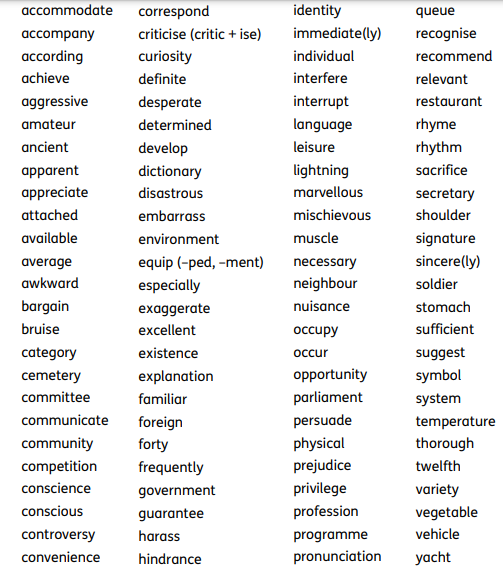 accommodate
accompany
according
achieve
aggressive
amateur
ancient
apparent
appreciate
attached
available
average
awkward
bargain
bruise
category
cemetery
committee
communicate
community
competition
conscience
conscious
controversy
convenience
correspond
criticise (critic + ise)
curiosity
definite
desperate
determined
develop
dictionary
disastrous
embarrass
environment
equip (–ped, –ment)
especially
exaggerate
excellent
existence
explanation
familiar
foreign
forty
frequently
government
guarantee
harass
hindrance
identity
immediate(ly)
individual
interfere
interrupt
language
leisure
lightning
marvellous
mischievous
muscle
necessary
neighbour
nuisance
occupy
occur
opportunity
parliament
persuade
physical
prejudice
privilege
profession
programme
pronunciation
queue
recognise
recommend
relevant
restaurant
rhyme
rhythm
sacrifice
secretary
shoulder
signature
sincere(ly)
soldier
stomach
sufficient
suggest
symbol
system
temperature
thorough
twelfth
variety
vegetable
vehicle
yacht